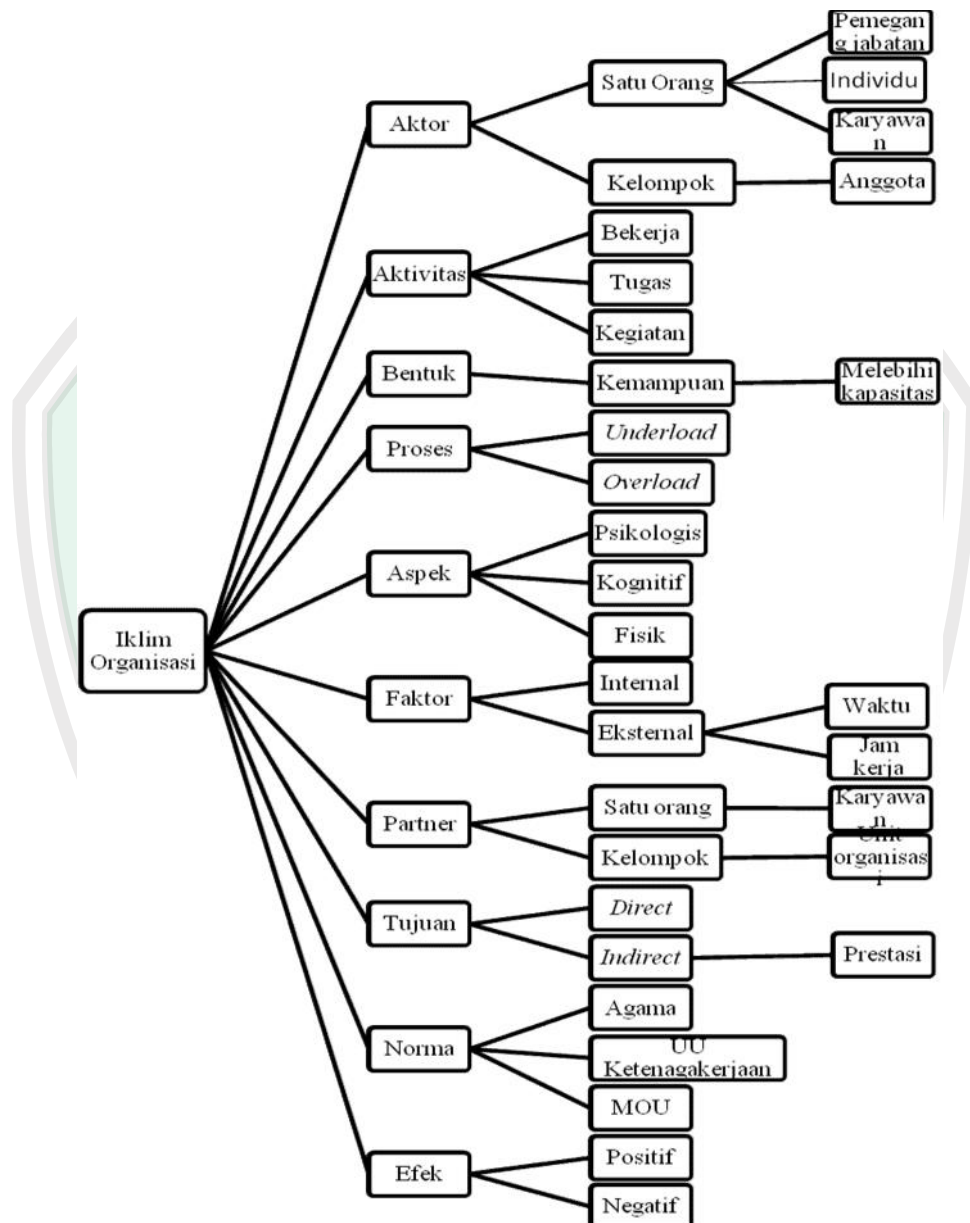 Pemegan
g jabatan
Satu Orang
Individu
Aktor
Karyawa
n
Kelompok
Anggota
Bekerja
Aktivitas
Tugas
Kegiatan
Bentuk
Kemampuan
Melebihi
kapasitas
Proses
Underload
Overload
Psikologis
Aspek
Kognitif
Fisik
Iklim
Organisasi
Faktor
Internal
Eksternal
Waktu
Jam
kerja
Partner
Satu orang
Karyawa
n
Kelompok
Unit
organisas
i
Tujuan
Direct
Indirect
Prestasi
Agama
Norma
UU
Ketenagakerjaan
MOU
Positif
Efek
Negatif